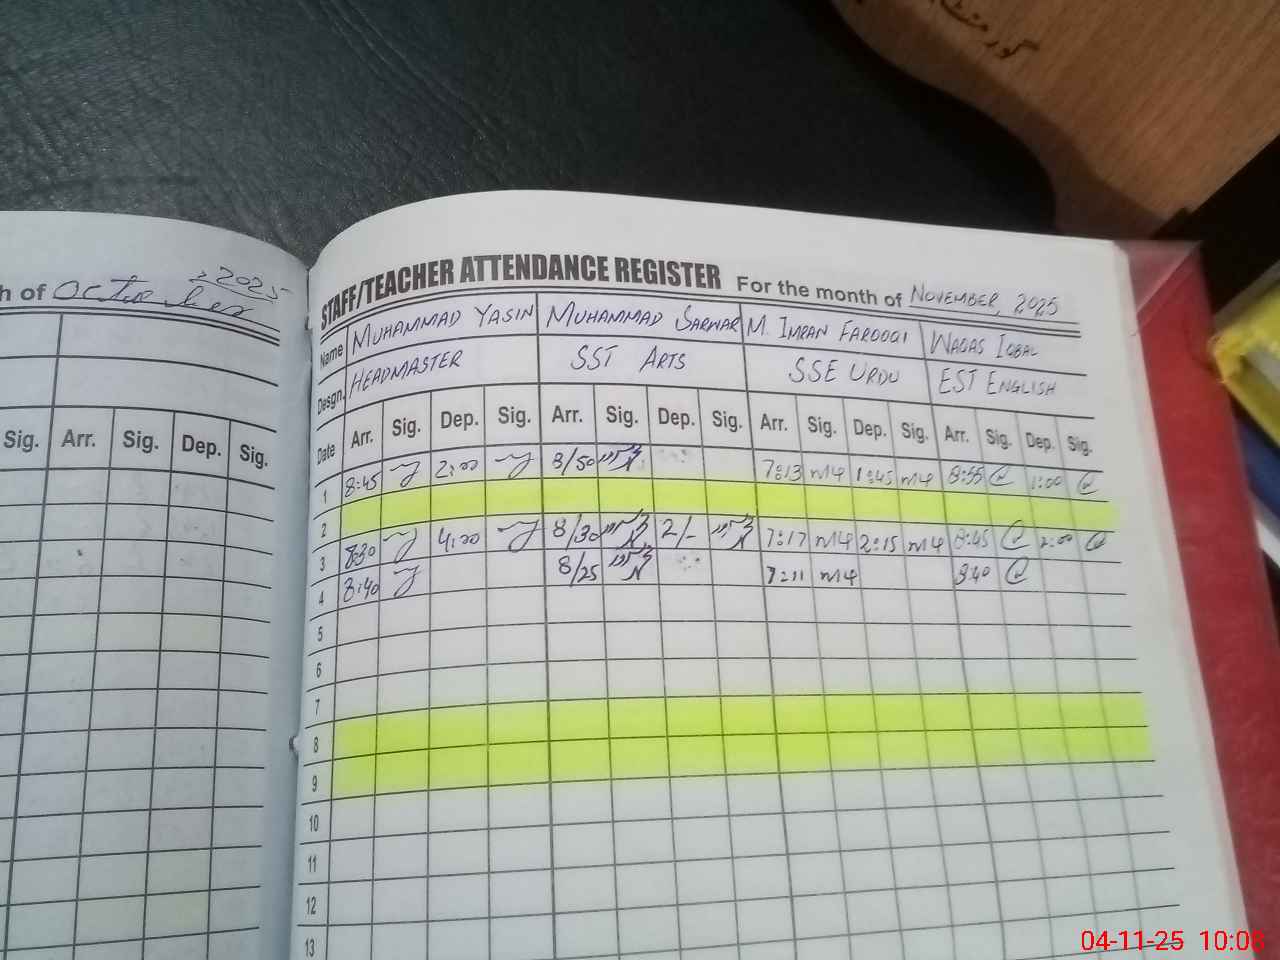 گورنمنٹ
h of October 2025
Sig. Arr. Sig. Dep. Sig.
STAFF/TEACHER ATTENDANCE REGISTER For the month of NOVEMBER, 2025
Name MUHAMMAD YASIN MUHAMMAD SARWAR M. IMRAN FAROOQI WAQAS IQBAL
Desgn. HEADMASTER SST ARTS SSE URDU EST ENGLISH
Date Arr. Sig. Dep. Sig. Arr. Sig. Dep. Sig. Arr. Sig. Dep. Sig. Arr. Sig. Dep. Sig.
1 8:45 2:00 8/50 7:13 1:45 8:55 1:00
2
3 8:30 4:00 8/30 2/- 7:17 2:15 8:45 2:00
4 8:40 8/25 7:11 8:40
5
6
7
8
9
10
11
12
13
04-11-25 10:08